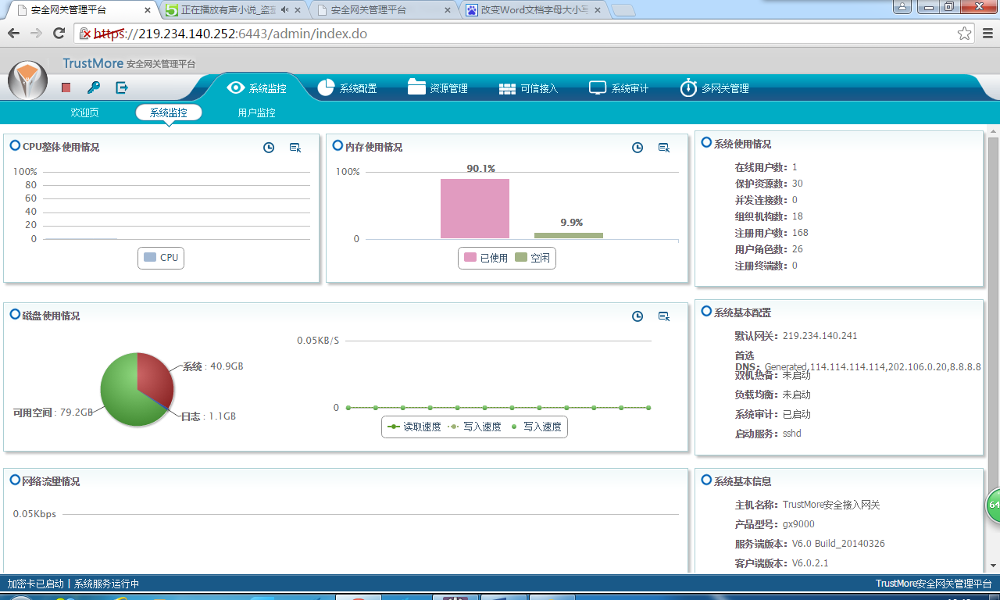 安全网关管理平台
正在播放有声小说_盗
安全网关管理平台
改变Word文档字母大小写
https://219.234.140.252:6443/admin/index.do
TrustMore 安全网关管理平台
系统监控 系统配置 资源管理 可信接入 系统审计 多网关管理
欢迎页 系统监控 用户监控
CPU整体使用情况
100%
80
60
40
20
0
CPU
内存使用情况
100%
90.1%
9.9%
0
已使用 空闲
系统使用情况
在线用户数：1
保护资源数：30
并发连接数：0
组织机构数：18
注册用户数：168
用户角色数：26
注册终端数：0
磁盘使用情况
系统 : 40.9GB
可用空间 : 79.2GB
日志 : 1.1GB
0.05KB/S
0
读取速度 写入速度 写入速度
系统基本配置
默认网关：219.234.140.241
首选
DNS：Generated,114.114.114.114,202.106.0.20,8.8.8.8
双机热备：未启动
负载均衡：未启动
系统审计：已启动
启动服务：sshd
网络流量情况
0.05Kbps
系统基本信息
主机名称：TrustMore安全接入网关
产品型号：gx9000
服务端版本：V6.0 Build_20140326
客户端版本：V6.0.2.1
64
加密卡已启动 | 系统服务运行中
TrustMore安全网关管理平台